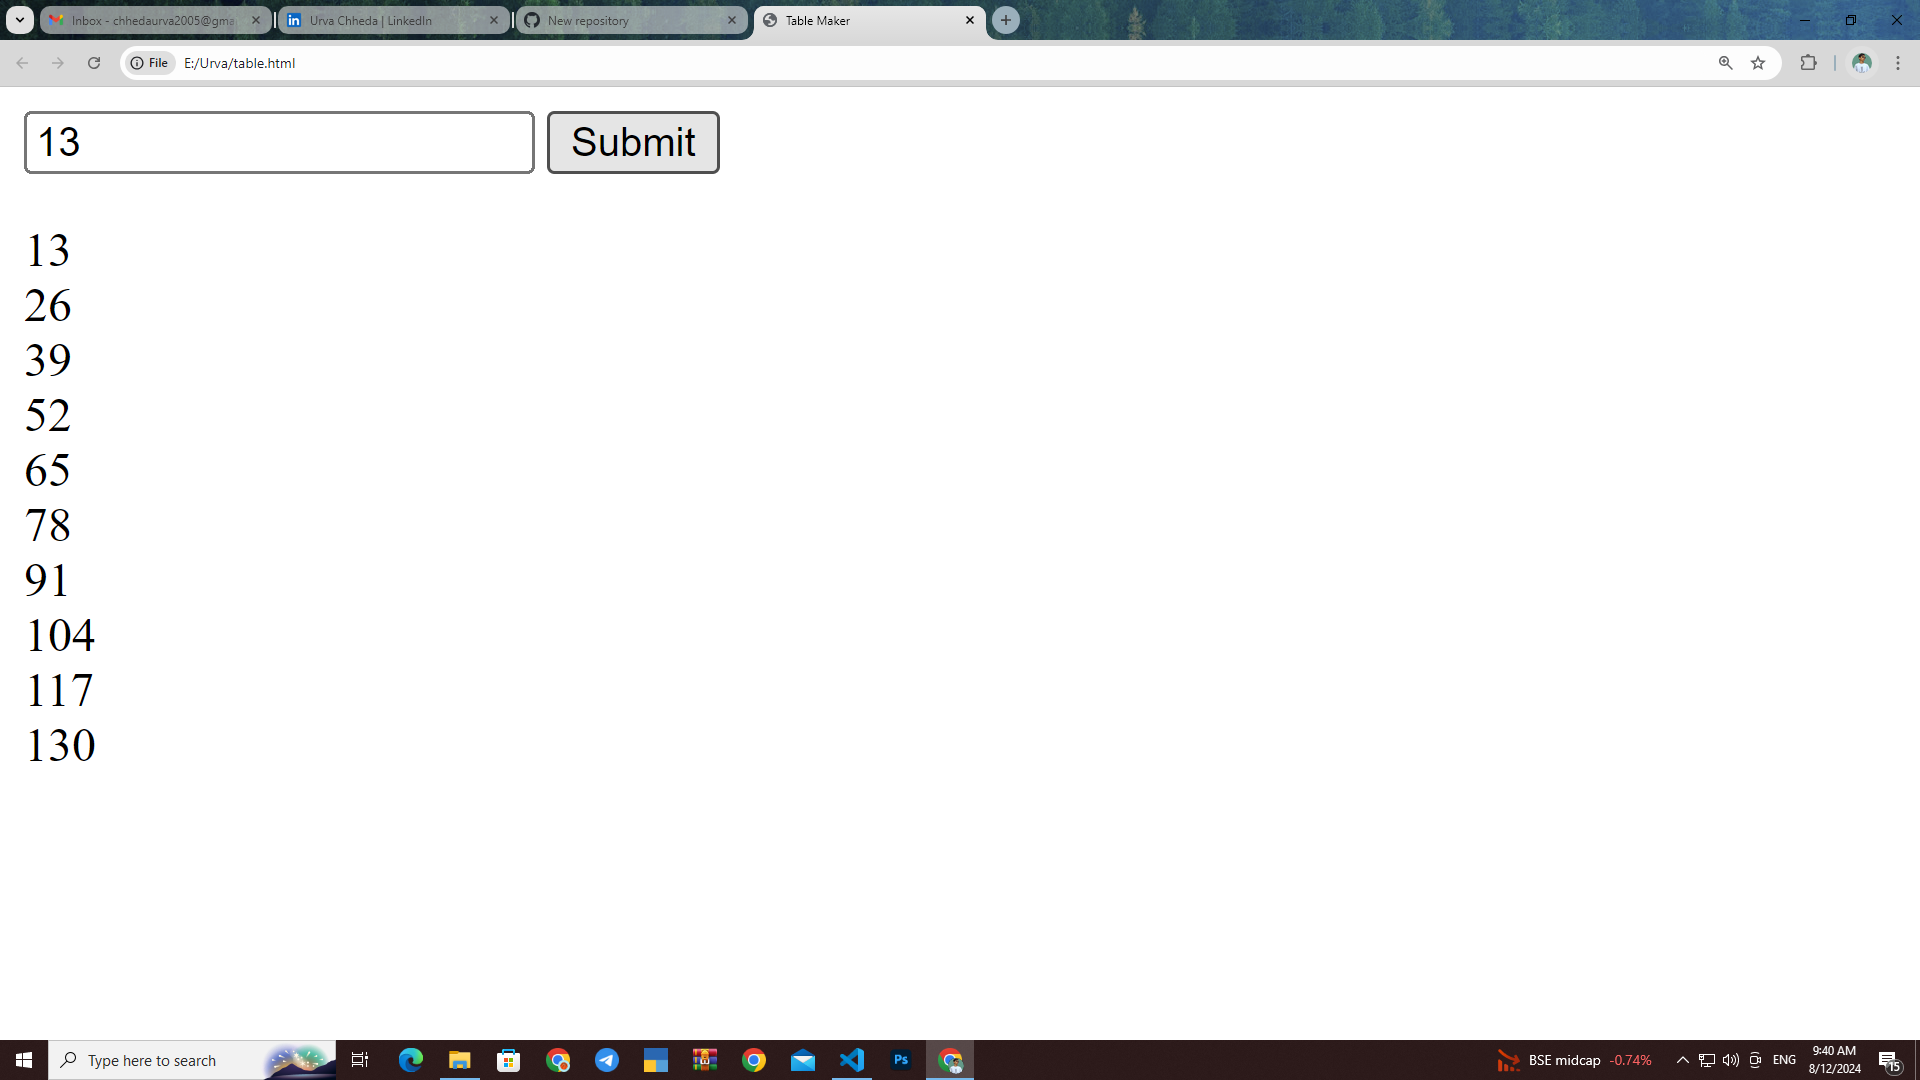 Inbox - chhedaurva2005@gma
Urva Chheda | LinkedIn
New repository
Table Maker
File
E:/Urva/table.html
13
Submit
13
26
39
52
65
78
91
104
117
130
Type here to search
Ps
BSE midcap -0.74%
ENG
9:40 AM
8/12/2024
15